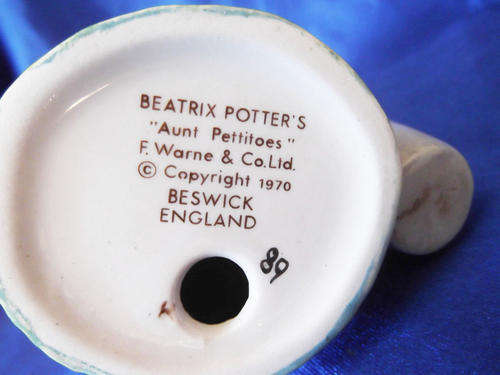 BEATRIX POTTER'S
"Aunt Pettitoes"
F. Warne & Co. Ltd.
© Copyright 1970
BESWICK
ENGLAND
89